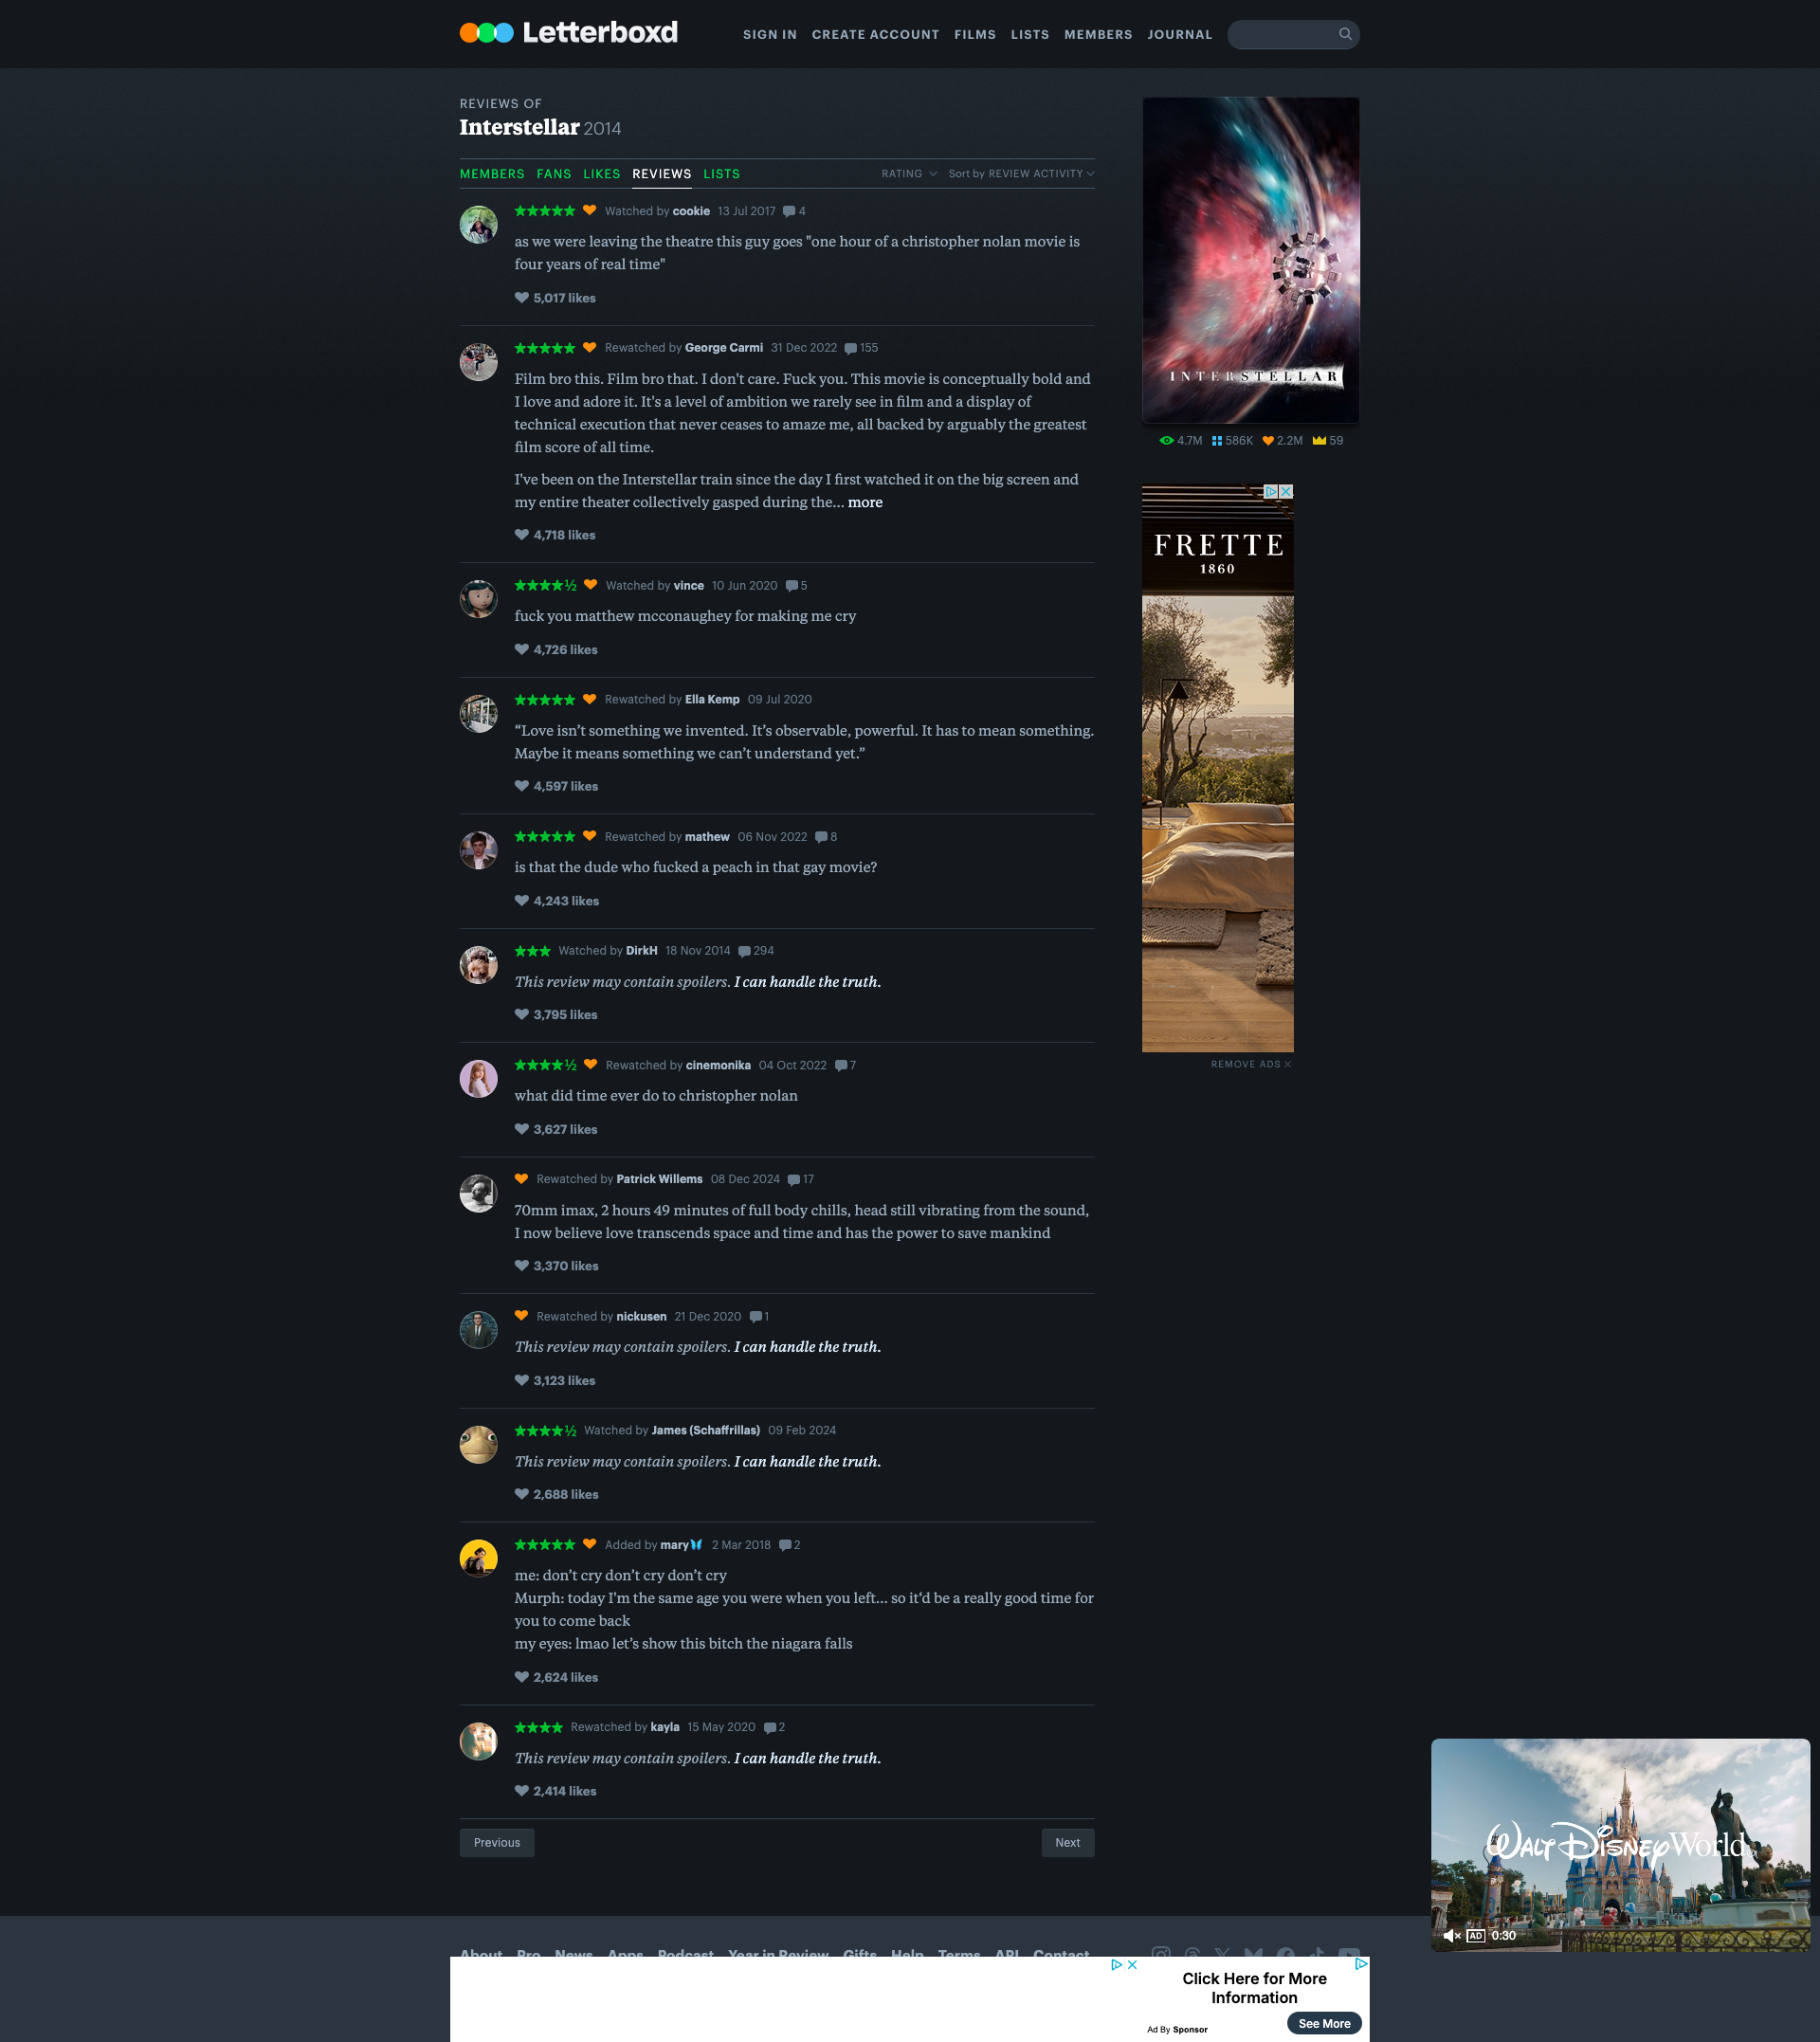 Letterboxd
SIGN IN CREATE ACCOUNT FILMS LISTS MEMBERS JOURNAL
REVIEWS OF
Interstellar 2014
MEMBERS FANS LIKES REVIEWS LISTS
RATING Sort by REVIEW ACTIVITY
★★★★★ Watched by cookie 13 Jul 2017 4
as we were leaving the theatre this guy goes "one hour of a christopher nolan movie is
four years of real time"
5,017 likes
★★★★★ Rewatched by George Carmi 31 Dec 2022 155
Film bro this. Film bro that. I don't care. Fuck you. This movie is conceptually bold and
I love and adore it. It's a level of ambition we rarely see in film and a display of
technical execution that never ceases to amaze me, all backed by arguably the greatest
film score of all time.
I've been on the Interstellar train since the day I first watched it on the big screen and
my entire theater collectively gasped during the… more
4,718 likes
★★★★½ Watched by vince 10 Jun 2020 5
fuck you matthew mcconaughey for making me cry
4,726 likes
★★★★★ Rewatched by Ella Kemp 09 Jul 2020
“Love isn’t something we invented. It’s observable, powerful. It has to mean something.
Maybe it means something we can’t understand yet.”
4,597 likes
★★★★★ Rewatched by mathew 06 Nov 2022 8
is that the dude who fucked a peach in that gay movie?
4,243 likes
★★★ Watched by DirkH 18 Nov 2014 294
This review may contain spoilers. I can handle the truth.
3,795 likes
★★★★½ Rewatched by cinemonika 04 Oct 2022 7
what did time ever do to christopher nolan
3,627 likes
Rewatched by Patrick Willems 08 Dec 2024 17
70mm imax, 2 hours 49 minutes of full body chills, head still vibrating from the sound,
I now believe love transcends space and time and has the power to save mankind
3,370 likes
Rewatched by nickusen 21 Dec 2020 1
This review may contain spoilers. I can handle the truth.
3,123 likes
★★★★½ Watched by James (Schaffrillas) 09 Feb 2024
This review may contain spoilers. I can handle the truth.
2,688 likes
★★★★★ Added by mary🦋 2 Mar 2018 2
me: don’t cry don’t cry don’t cry
Murph: today I'm the same age you were when you left… so it‘d be a really good time for
you to come back
my eyes: lmao let’s show this bitch the niagara falls
2,624 likes
★★★★ Rewatched by kayla 15 May 2020 2
This review may contain spoilers. I can handle the truth.
2,414 likes
Previous Next
INTERSTELLAR
4.7M 586K 2.2M 59
FRETTE
1860
REMOVE ADS
WALT DISNEY World
AD 0:30
About Pro News Apps Podcast Year in Review Gifts Help Terms API Contact
Click Here for More
Information
Ad By Sponsor
See More